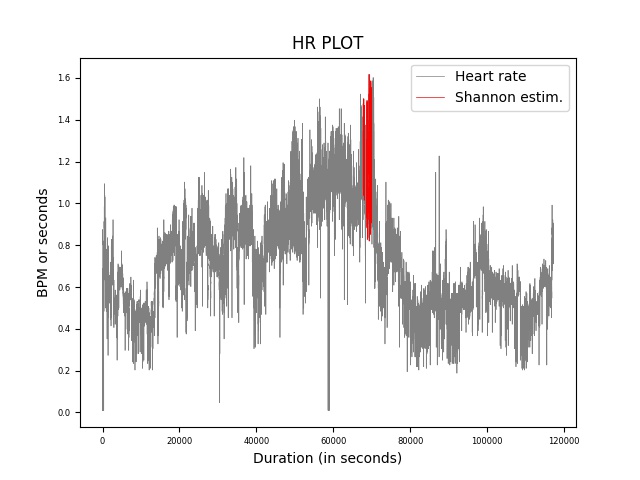 HR PLOT
Heart rate
Shannon estim.
BPM or seconds
1.6
1.4
1.2
1.0
0.8
0.6
0.4
0.2
0.0
0 20000 40000 60000 80000 100000 120000
Duration (in seconds)